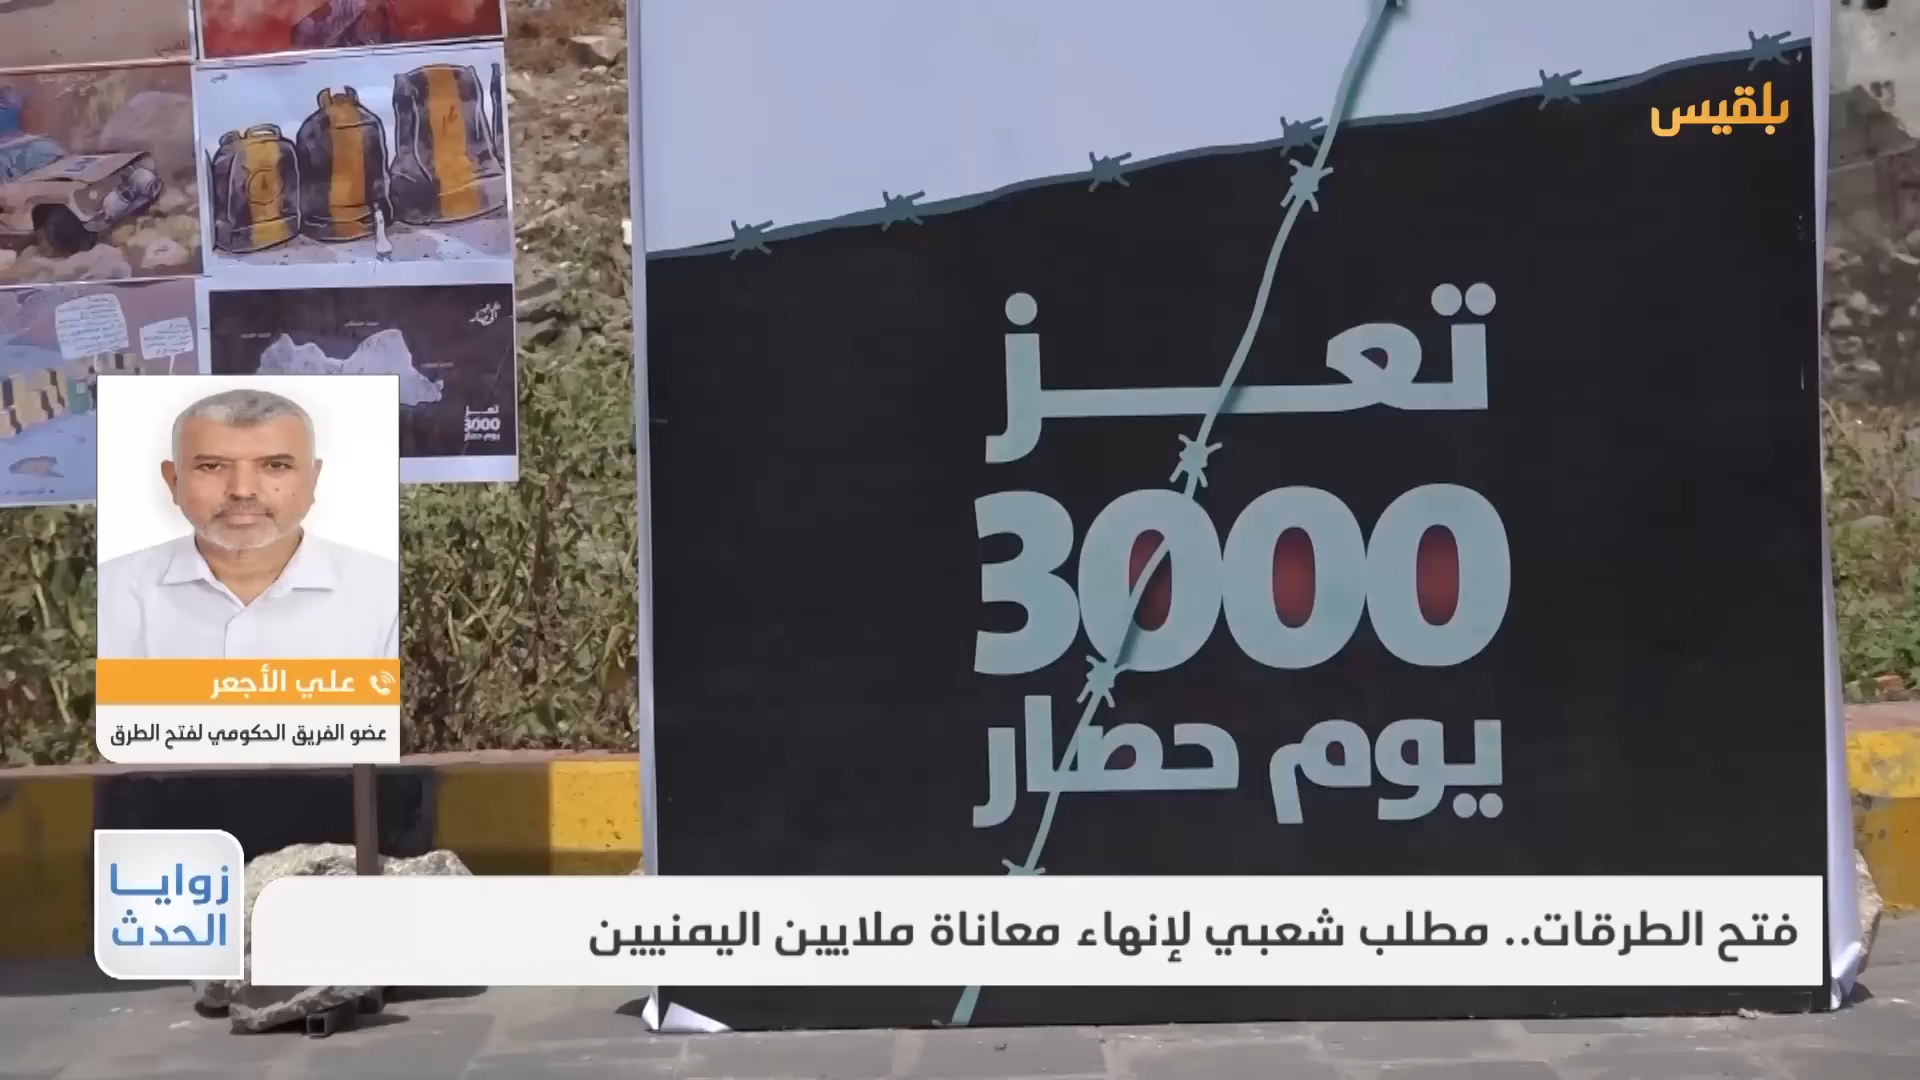 بلقيس
تعز
3000
يوم حصار
تعز
3000
يوم حصار
علي الأجعر
عضو الفريق الحكومي لفتح الطرق
زوايا
الحدث
فتح الطرقات.. مطلب شعبي لإنهاء معاناة ملايين اليمنيين